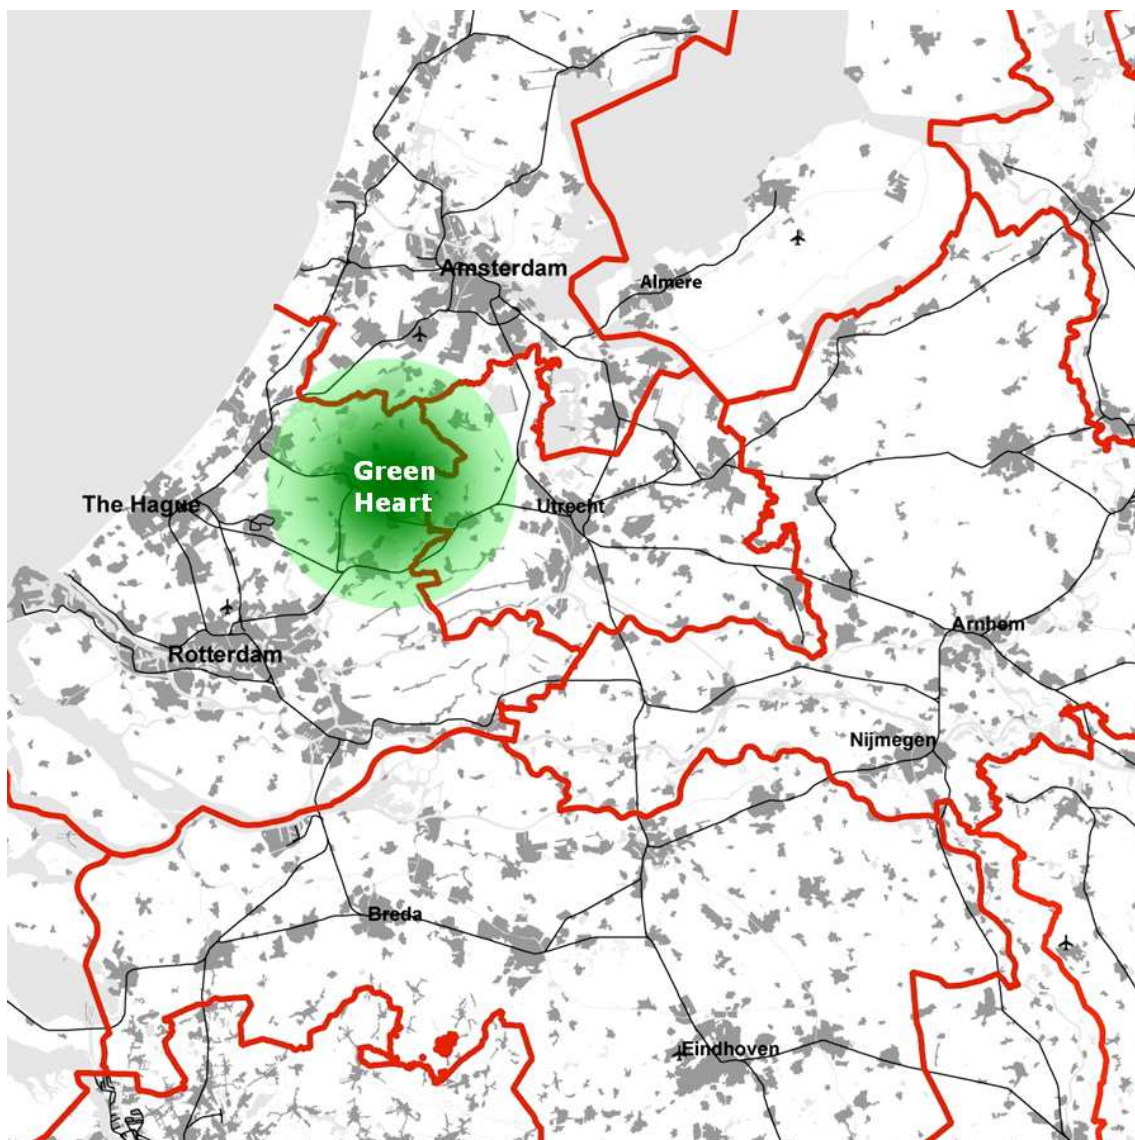 Amsterdam
Almere
Green
Heart
The Hague
Utrecht
Arnhem
Rotterdam
Nijmegen
Breda
Eindhoven